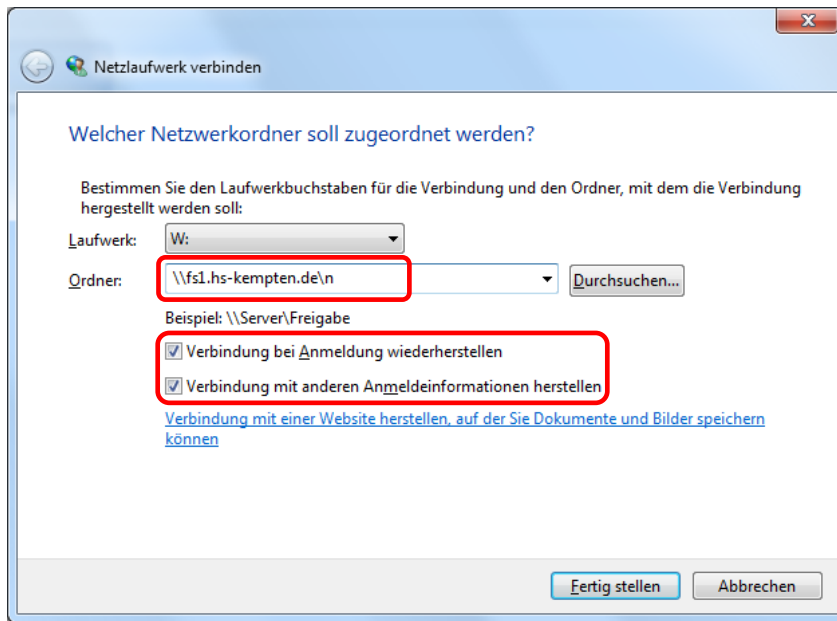 Netzlaufwerk verbinden
Welcher Netzwerkordner soll zugeordnet werden?
Bestimmen Sie den Laufwerkbuchstaben für die Verbindung und den Ordner, mit dem die Verbindung
hergestellt werden soll:
Laufwerk: W:
Ordner: \\fs1.hs-kempten.de\n Durchsuchen...
Beispiel: \\Server\Freigabe
Verbindung bei Anmeldung wiederherstellen
Verbindung mit anderen Anmeldeinformationen herstellen
Verbindung mit einer Website herstellen, auf der Sie Dokumente und Bilder speichern
können
Fertig stellen Abbrechen